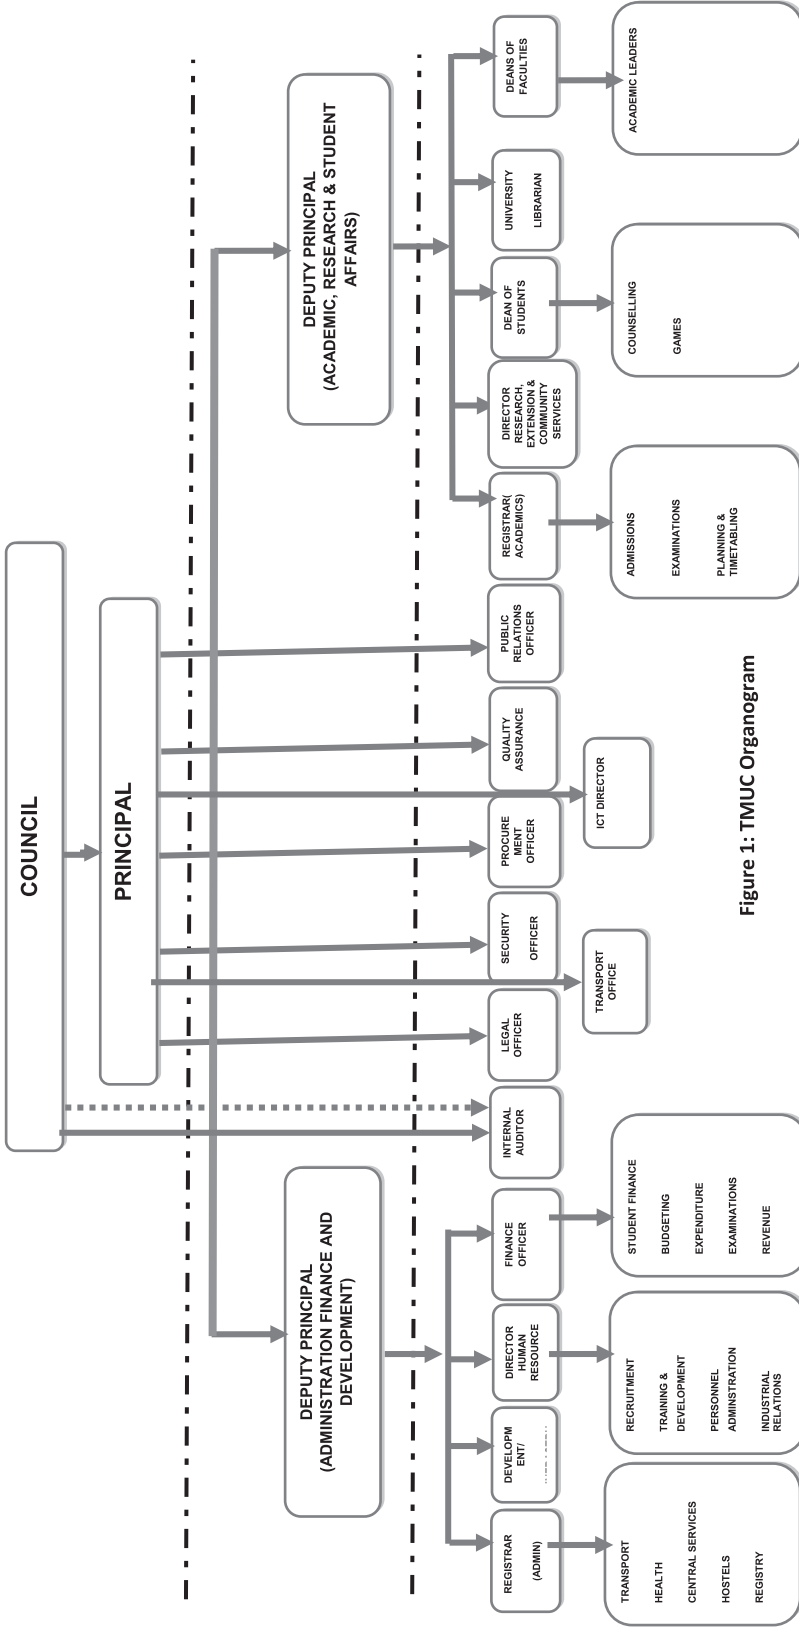 COUNCIL
PRINCIPAL
DEPUTY PRINCIPAL
(ADMINISTRATION FINANCE AND
DEVELOPMENT)
DEPUTY PRINCIPAL
(ACADEMIC, RESEARCH & STUDENT
AFFAIRS)
REGISTRAR
(ADMIN)
DEVELOPM
ENT/
DIRECTOR
HUMAN
RESOURCE
FINANCE
OFFICER
INTERNAL
AUDITOR
LEGAL
OFFICER
SECURITY
OFFICER
PROCURE
MENT
OFFICER
QUALITY
ASSURANCE
PUBLIC
RELATIONS
OFFICER
REGISTRAR(
ACADEMICS)
DIRECTOR
RESEARCH,
EXTENSION &
COMMUNITY
SERVICES
DEAN OF
STUDENTS
UNIVERSITY
LIBRARIAN
DEANS OF
FACULTIES
TRANSPORT
OFFICE
ICT DIRECTOR
TRANSPORT
HEALTH
CENTRAL SERVICES
HOSTELS
REGISTRY
RECRUITMENT
TRAINING &
DEVELOPMENT
PERSONNEL
ADMINSTRATION
INDUSTRIAL
RELATIONS
STUDENT FINANCE
BUDGETING
EXPENDITURE
EXAMINATIONS
REVENUE
ADMISSIONS
EXAMINATIONS
PLANNING &
TIMETABLING
COUNSELLING
GAMES
ACADEMIC LEADERS
Figure 1: TMUC Organogram